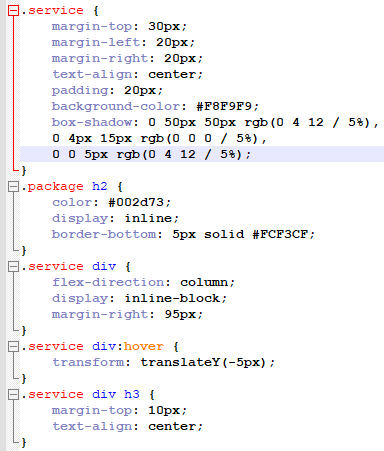 .service {
    margin-top: 30px;
    margin-left: 20px;
    margin-right: 20px;
    text-align: center;
    padding: 20px;
    background-color: #F8F9F9;
    box-shadow: 0 50px 50px rgb(0 4 12 / 5%),
    0 4px 15px rgb(0 0 0 / 5%),
    0 0 5px rgb(0 4 12 / 5%);
}
.package h2 {
    color: #002d73;
    display: inline;
    border-bottom: 5px solid #FCF3CF;
}
.service div {
    flex-direction: column;
    display: inline-block;
    margin-right: 95px;
}
.service div:hover {
    transform: translateY(-5px);
}
.service div h3 {
    margin-top: 10px;
    text-align: center;
}